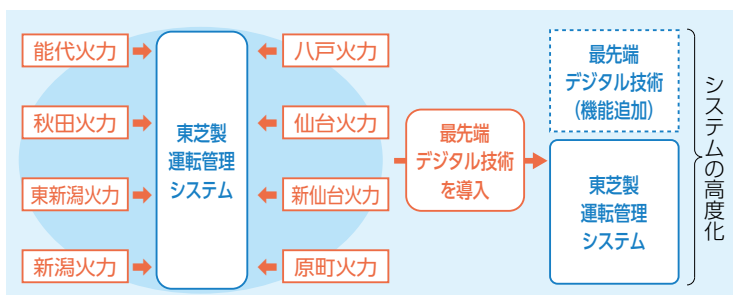 能代火力
秋田火力
東新潟火力
新潟火力
東芝製
運転管理
システム
八戸火力
仙台火力
新仙台火力
原町火力
最先端
デジタル技術
を導入
最先端
デジタル技術
（機能追加）
東芝製
運転管理
システム
システムの高度化